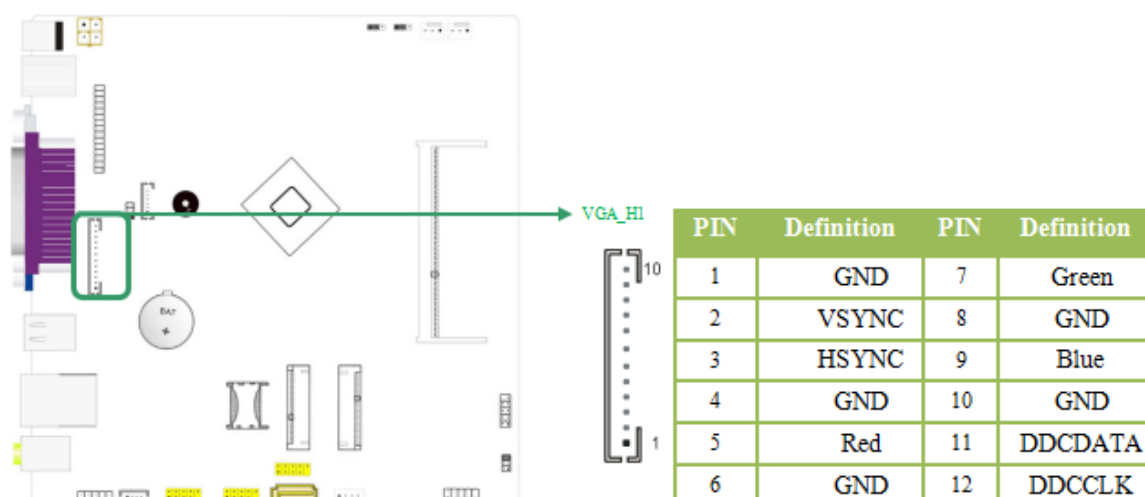 BAT
+
VGA_H1
10
1
PIN Definition PIN Definition
1 GND 7 Green
2 VSYNC 8 GND
3 HSYNC 9 Blue
4 GND 10 GND
5 Red 11 DDCDATA
6 GND 12 DDCCLK